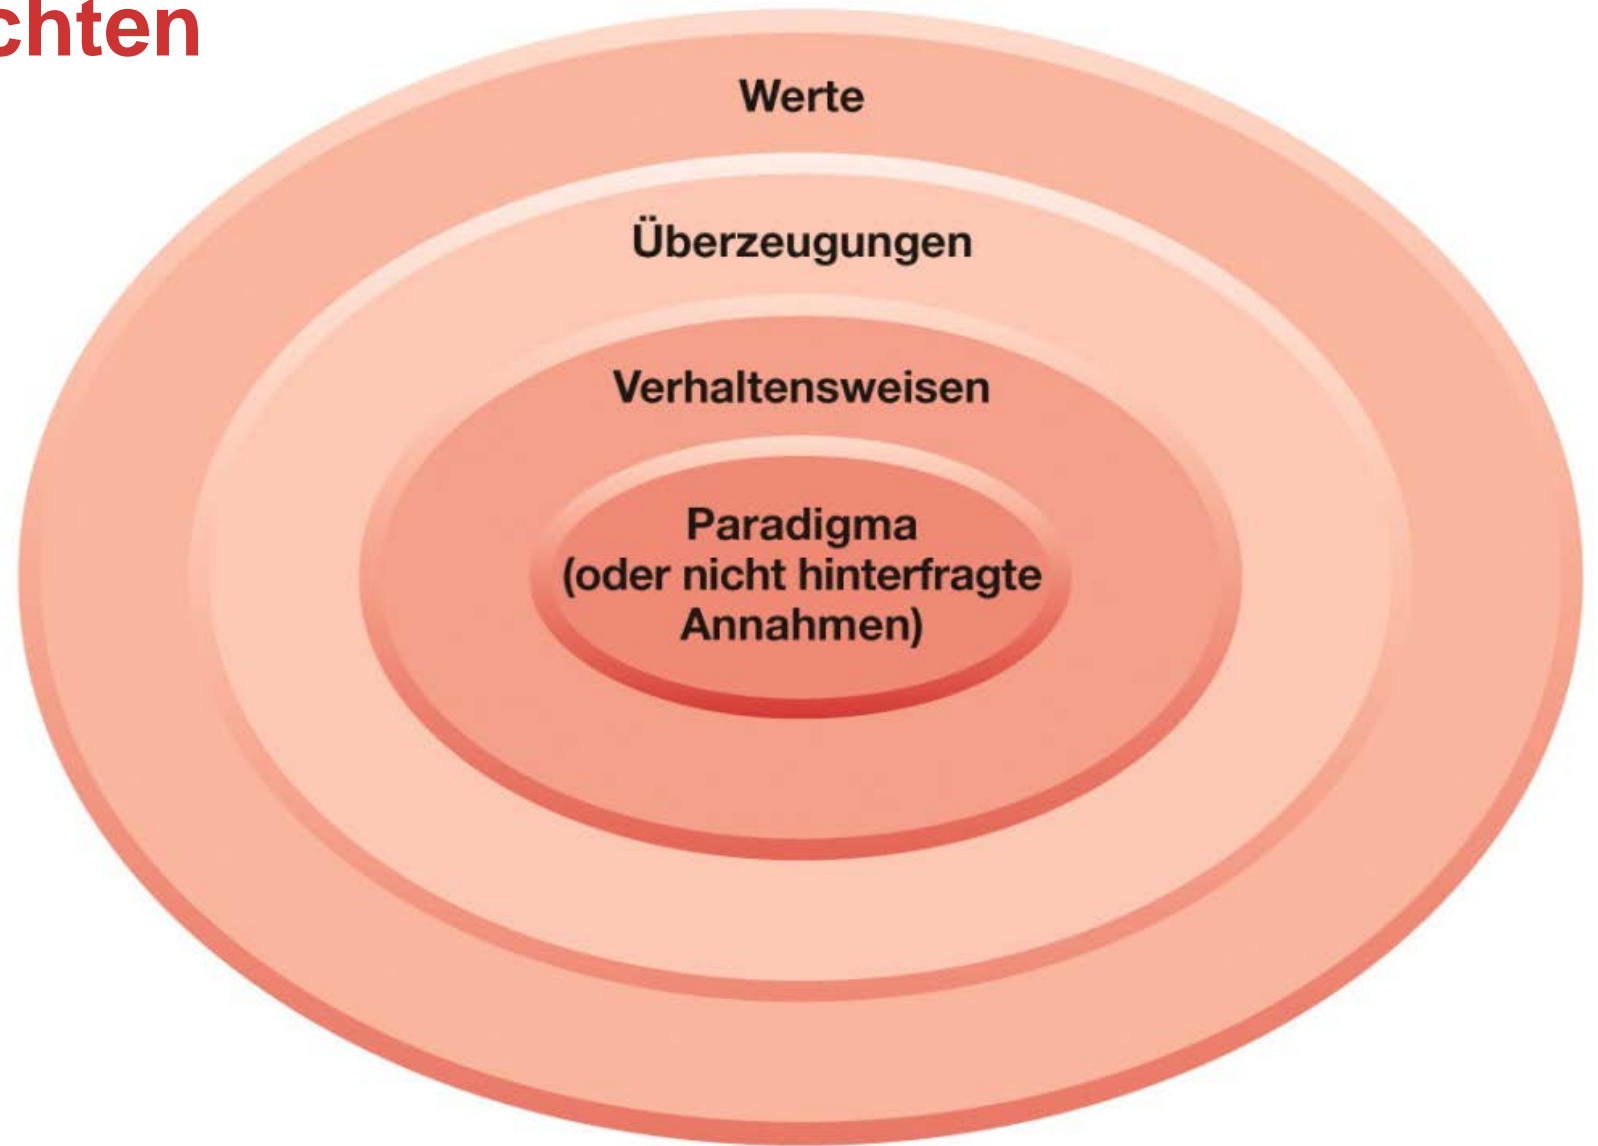 chten
Werte
Überzeugungen
Verhaltensweisen
Paradigma
(oder nicht hinterfragte
Annahmen)